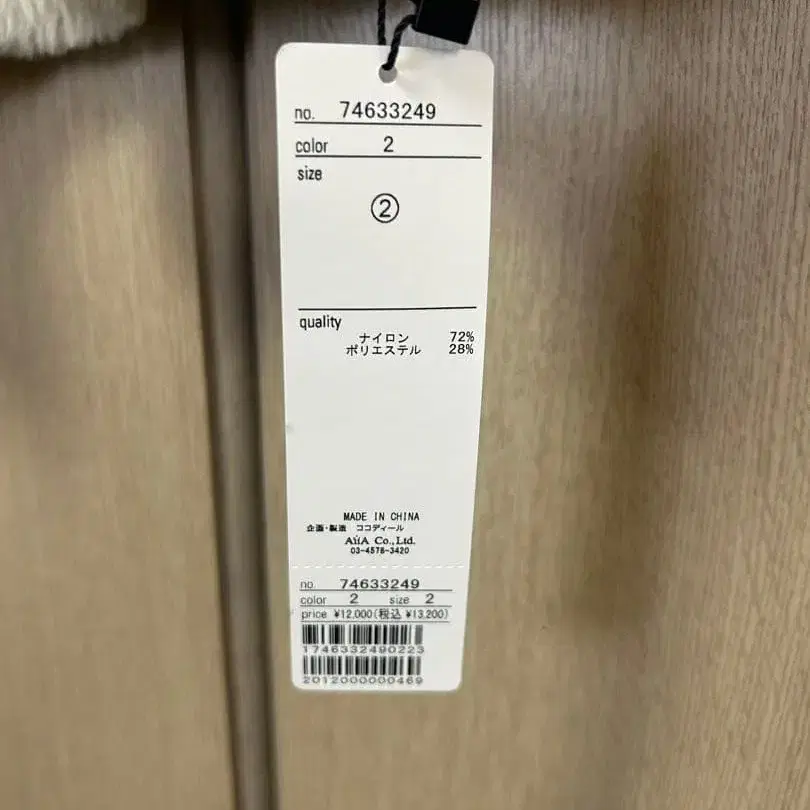 no. 74633249
color 2
size
②
quality
ナイロン 72%
ポリエステル 28%
MADE IN CHINA
企画・製造 ココディール
AüA Co., Ltd.
03-4578-3420
no. 74633249
color 2 size 2
price ¥12,000(税込 ¥13,200)
1746332490223
2012000000469